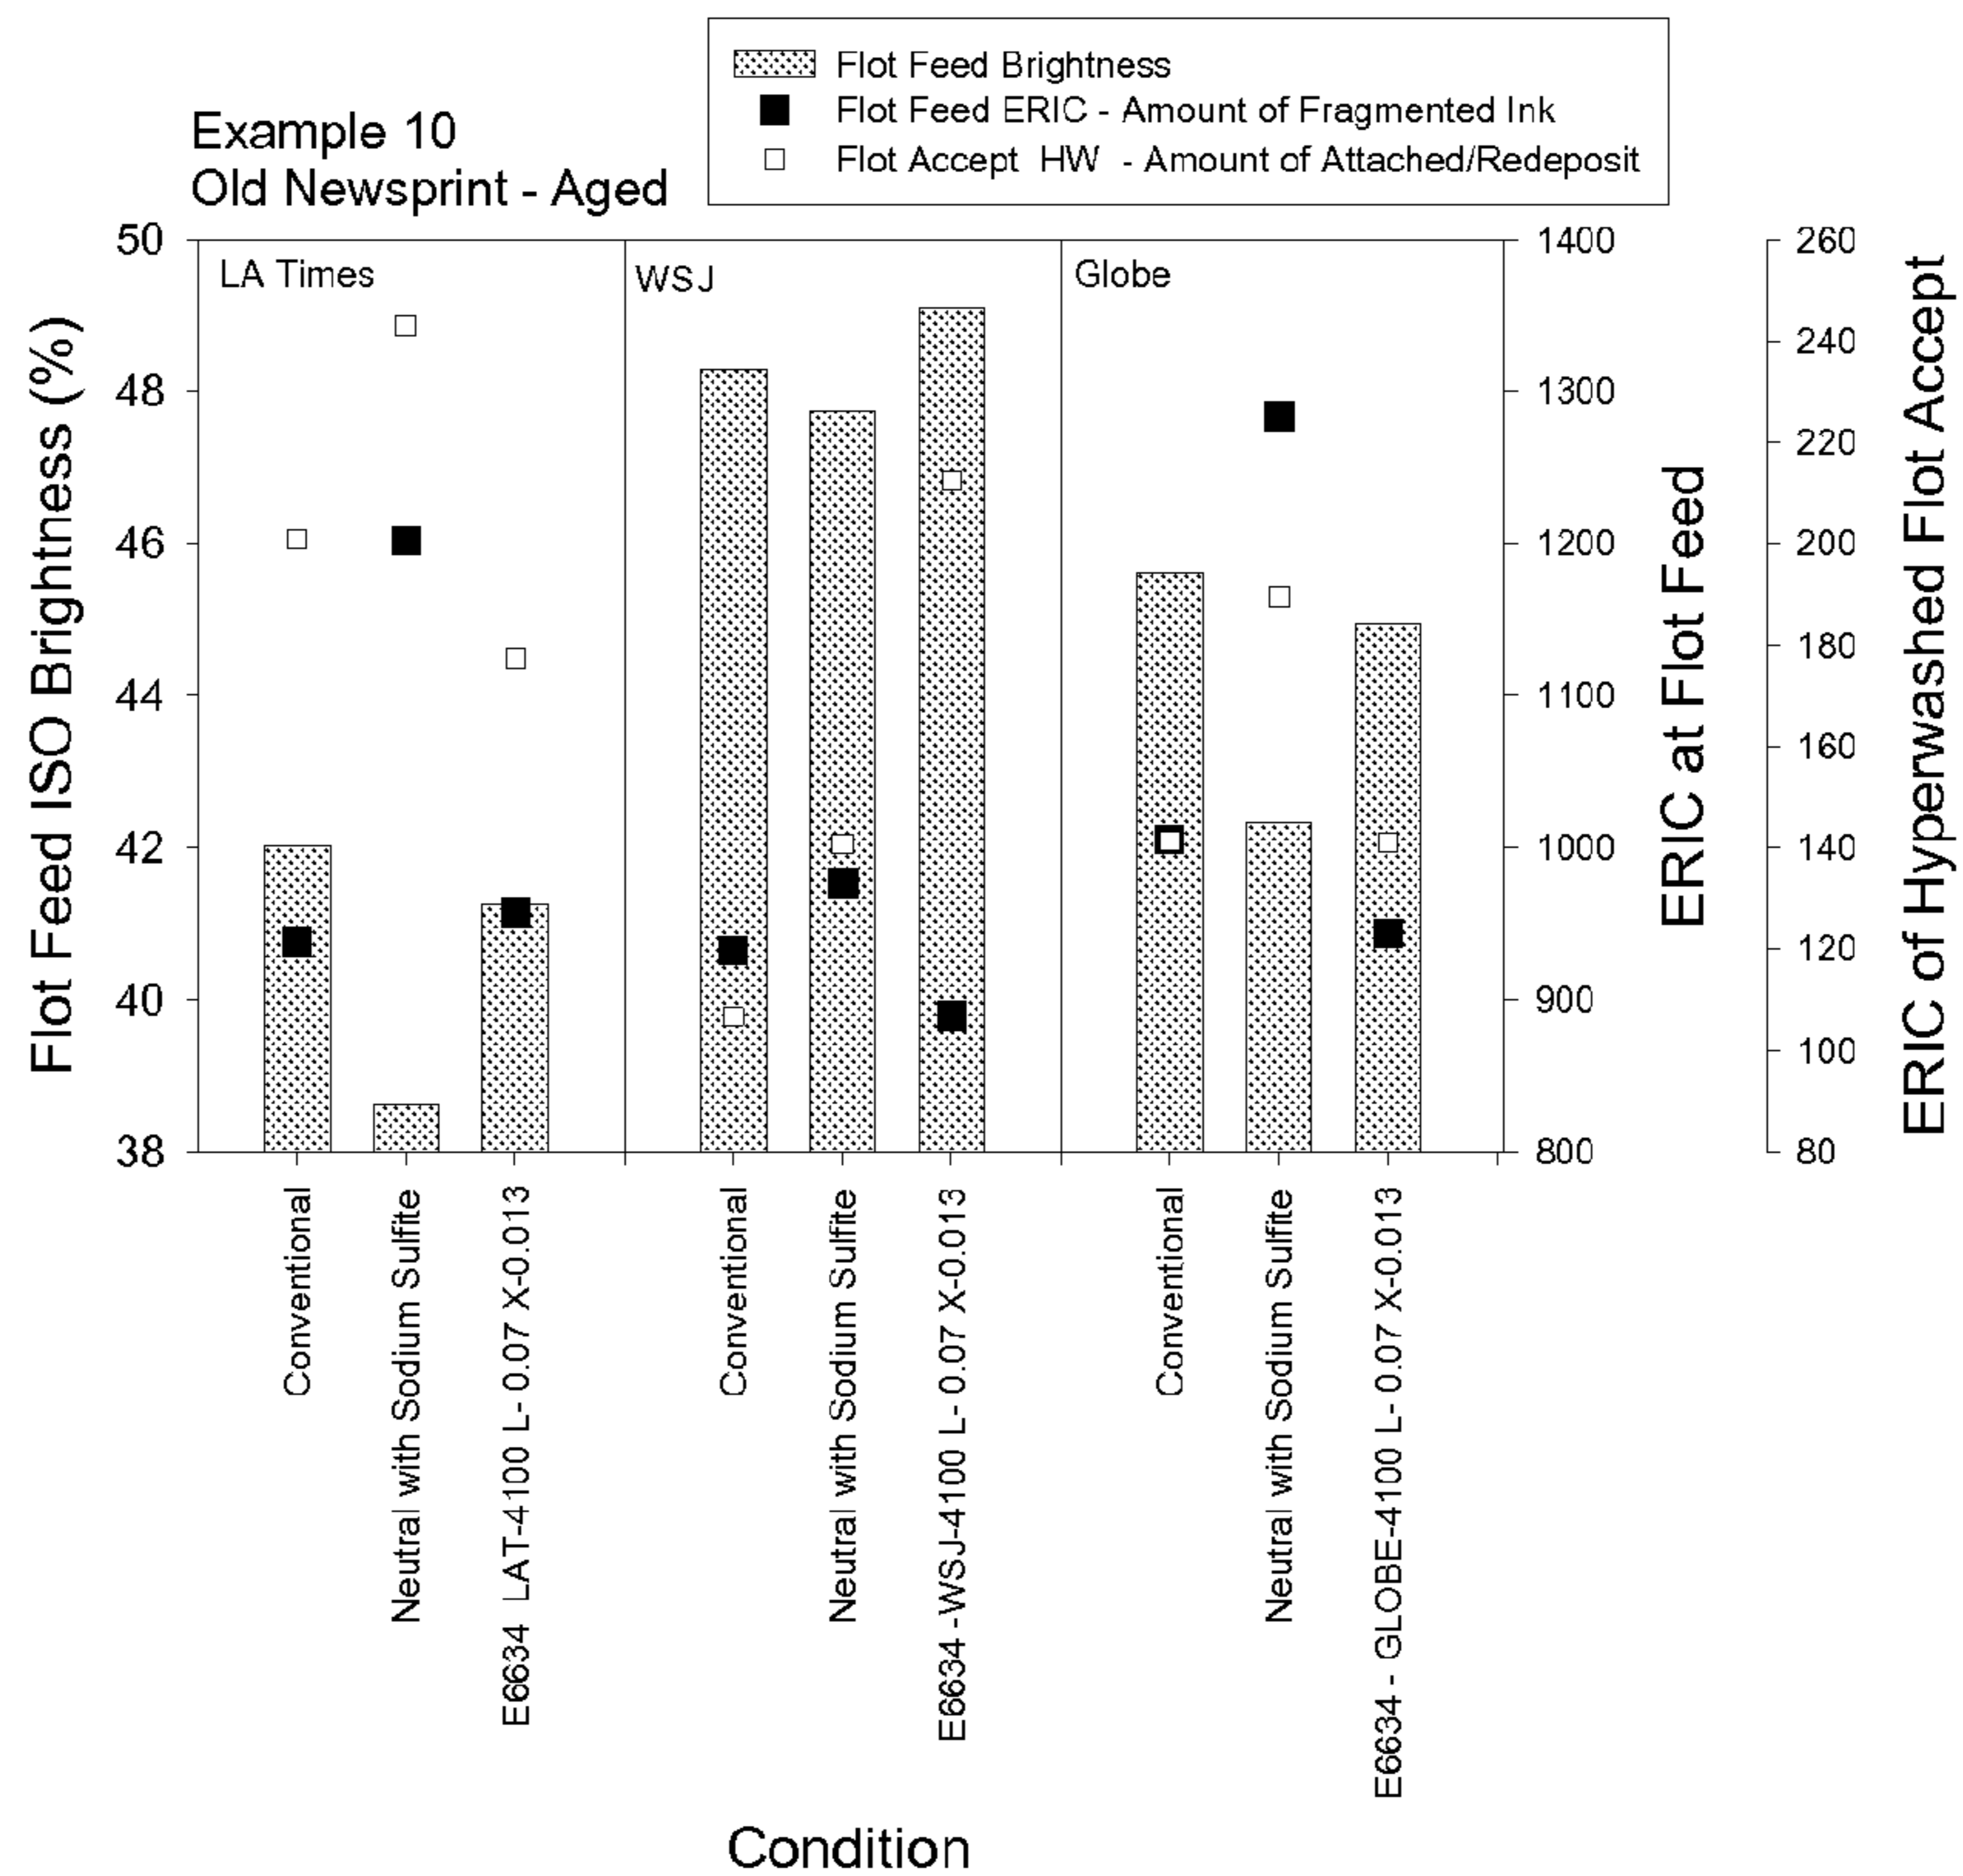 Flot Feed Brightness
Flot Feed ERIC - Amount of Fragmented Ink
Flot Accept HW - Amount of Attached/Redeposit
Example 10
Old Newsprint - Aged
LA Times
WSJ
Globe
Flot Feed ISO Brightness (%)
50
48
46
44
42
40
38
1400
1300
1200
1100
1000
900
800
ERIC at Flot Feed
260
240
220
200
180
160
140
120
100
80
ERIC of Hyperwashed Flot Accept
Conventional
Neutral with Sodium Sulfite
E6634 LAT-4100 L- 0.07 X-0.013
Conventional
Neutral with Sodium Sulfite
E6634 -WSJ-4100 L- 0.07 X-0.013
Conventional
Neutral with Sodium Sulfite
E6634 - GLOBE-4100 L- 0.07 X-0.013
Condition